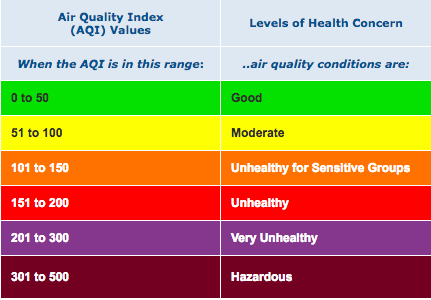 Air Quality Index
(AQI) Values
Levels of Health Concern
When the AQI is in this range:
..air quality conditions are:
0 to 50
Good
51 to 100
Moderate
101 to 150
Unhealthy for Sensitive Groups
151 to 200
Unhealthy
201 to 300
Very Unhealthy
301 to 500
Hazardous